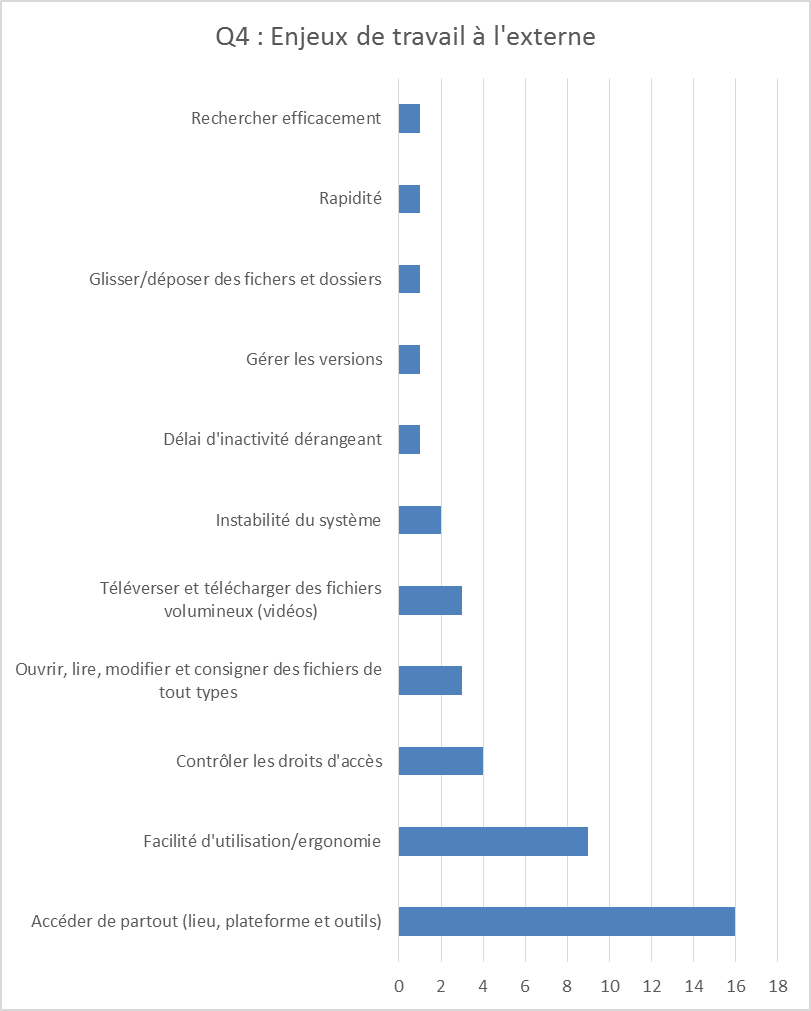 Q4 : Enjeux de travail à l'externe
Rechercher efficacement
Rapidité
Glisser/déposer des fichers et dossiers
Gérer les versions
Délai d'inactivité dérangeant
Instabilité du système
Téléverser et télécharger des fichiers
volumineux (vidéos)
Ouvrir, lire, modifier et consigner des fichiers de
tout types
Contrôler les droits d'accès
Facilité d'utilisation/ergonomie
Accéder de partout (lieu, plateforme et outils)
0 2 4 6 8 10 12 14 16 18